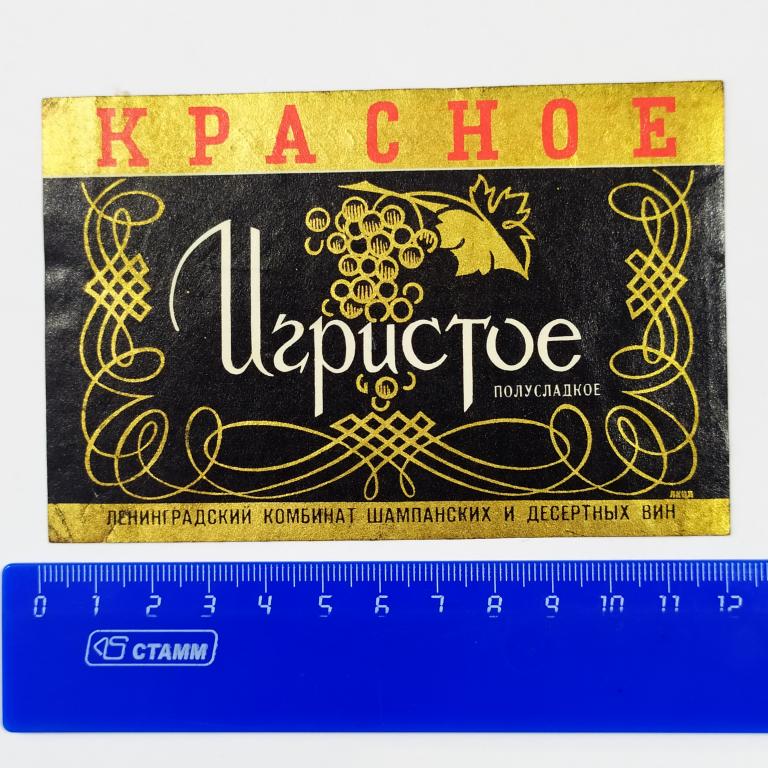 КРАСНОЕ
Игристое
ПОЛУСЛАДКОЕ
ЛЕНИНГРАДСКИЙ КОМБИНАТ ШАМПАНСКИХ И ДЕСЕРТНЫХ ВИН
0 1 2 3 4 5 6 7 8 9 10 11 12
СТАММ